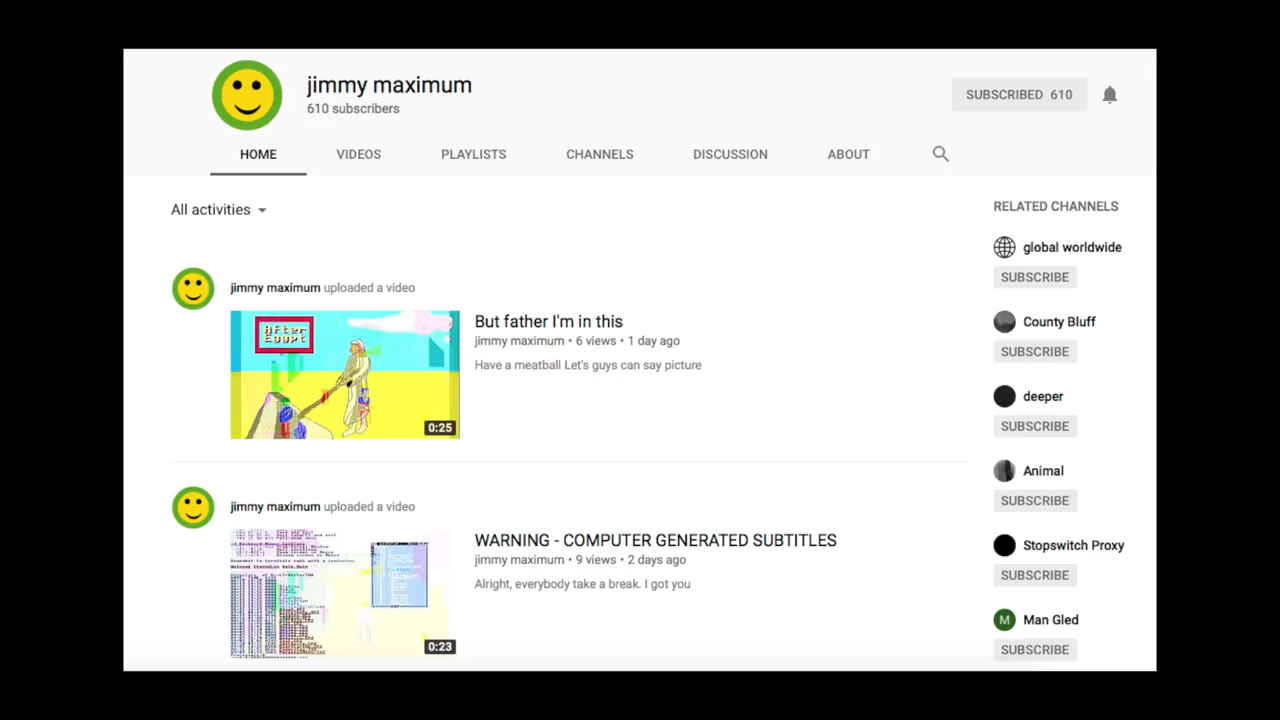 jimmy maximum
610 subscribers
SUBSCRIBED 610
HOME VIDEOS PLAYLISTS CHANNELS DISCUSSION ABOUT
All activities
jimmy maximum uploaded a video
After
Egypt
0:25
But father I'm in this
jimmy maximum • 6 views • 1 day ago
Have a meatball Let's guys can say picture
jimmy maximum uploaded a video
0:23
WARNING - COMPUTER GENERATED SUBTITLES
jimmy maximum • 9 views • 2 days ago
Alright, everybody take a break. I got you
RELATED CHANNELS
global worldwide
SUBSCRIBE
County Bluff
SUBSCRIBE
deeper
SUBSCRIBE
Animal
SUBSCRIBE
Stopswitch Proxy
SUBSCRIBE
M
Man Gled
SUBSCRIBE